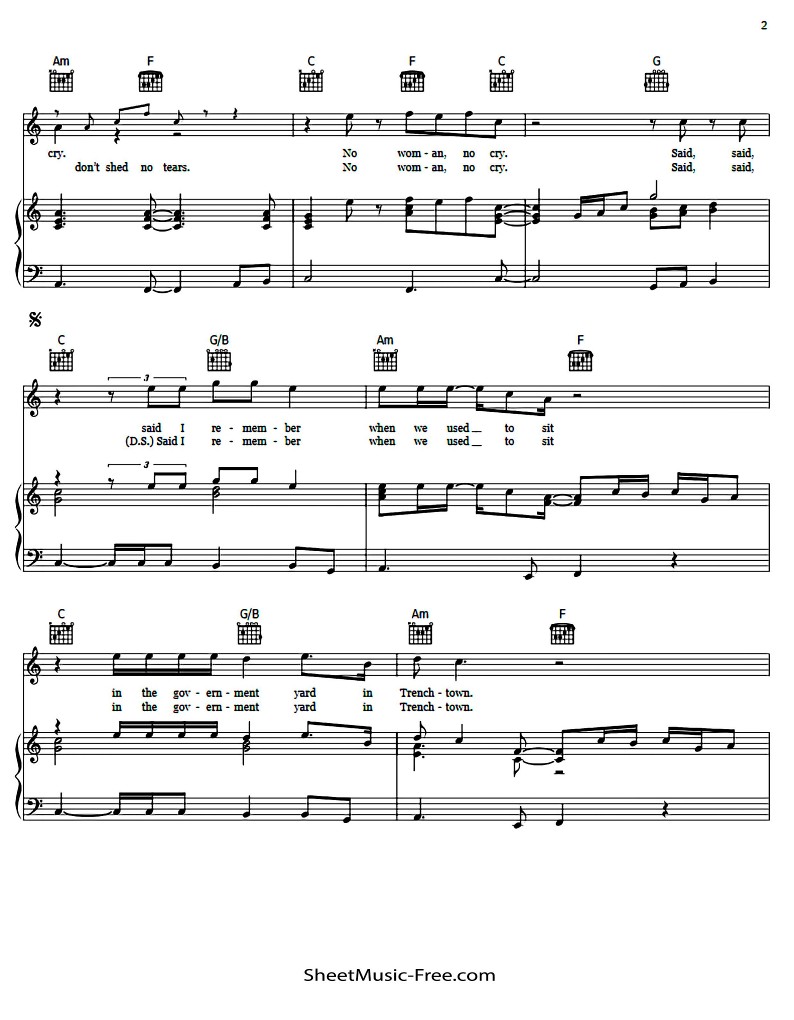 2
Am F C F C G
cry. No wom - an, no cry. Said, said,
don't shed no tears. No wom - an, no cry. Said, said,
C G/B Am F
3
said I re - mem - ber when we used to sit
(D.S.) Said I re - mem - ber when we used to sit
3
C G/B Am F
in the gov - ern - ment yard in Trench - town.
in the gov - ern - ment yard in Trench - town.
SheetMusic-Free.com